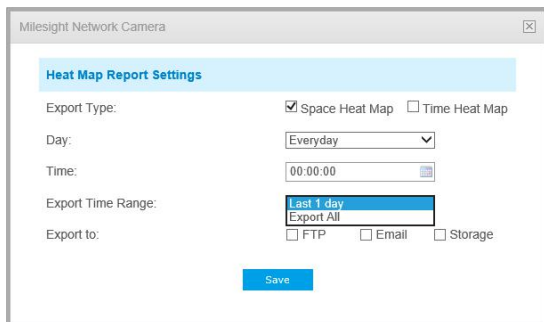 Milesight Network Camera
Heat Map Report Settings
Export Type: Space Heat Map Time Heat Map
Day: Everyday
Time: 00:00:00
Export Time Range: Last 1 day
Export All
Export to: FTP Email Storage
Save